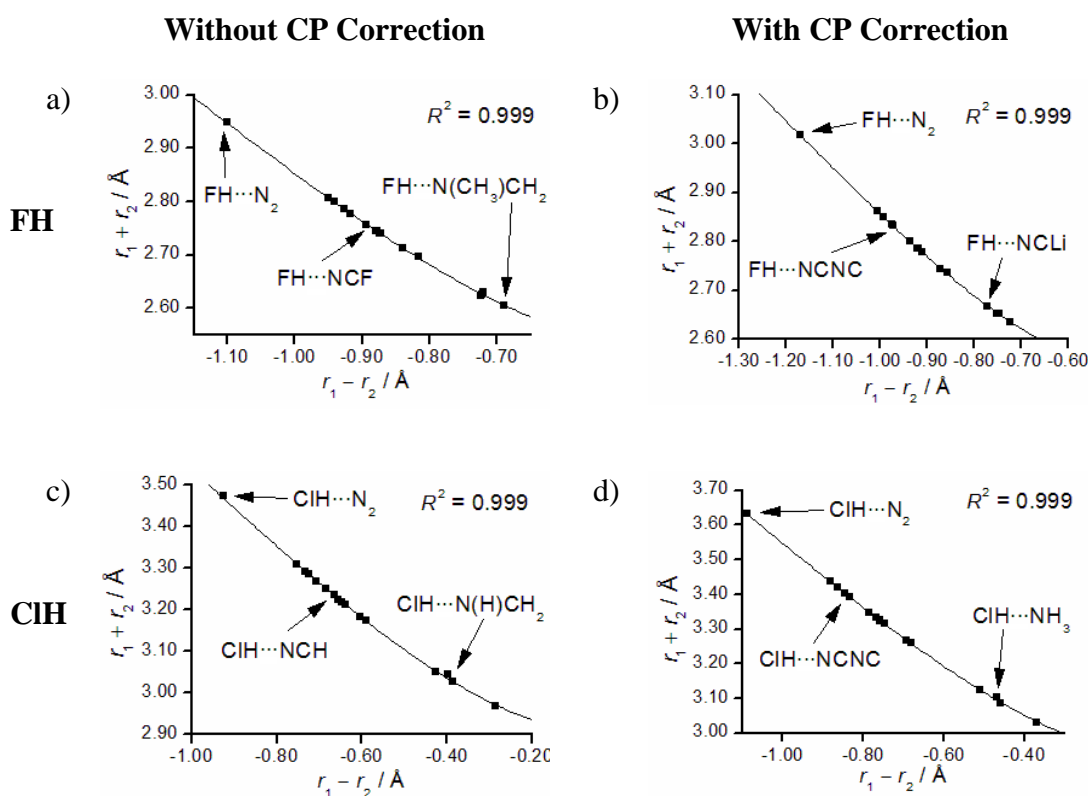 Without CP Correction
With CP Correction
a)
3.00
2.90
2.80
2.70
2.60
r₁ + r₂ / Å
R² = 0.999
FH···N₂
FH···N(CH₃)CH₂
FH···NCF
-1.10
-1.00
-0.90
-0.80
-0.70
r₁ − r₂ / Å
b)
3.10
3.00
2.90
2.80
2.70
2.60
r₁ + r₂ / Å
FH···N₂
R² = 0.999
FH···NCLi
FH···NCNC
-1.30
-1.20
-1.10
-1.00
-0.90
-0.80
-0.70
-0.60
r₁ − r₂ / Å
FH
c)
3.50
3.40
3.30
3.20
3.10
3.00
2.90
r₁ + r₂ / Å
ClH···N₂
R² = 0.999
ClH···N(H)CH₂
ClH···NCH
-1.00
-0.80
-0.60
-0.40
-0.20
r₁ − r₂ / Å
d)
3.70
3.60
3.50
3.40
3.30
3.20
3.10
3.00
r₁ + r₂ / Å
R² = 0.999
ClH···N₂
ClH···NH₃
ClH···NCNC
-1.00
-0.80
-0.60
-0.40
r₁ − r₂ / Å
ClH